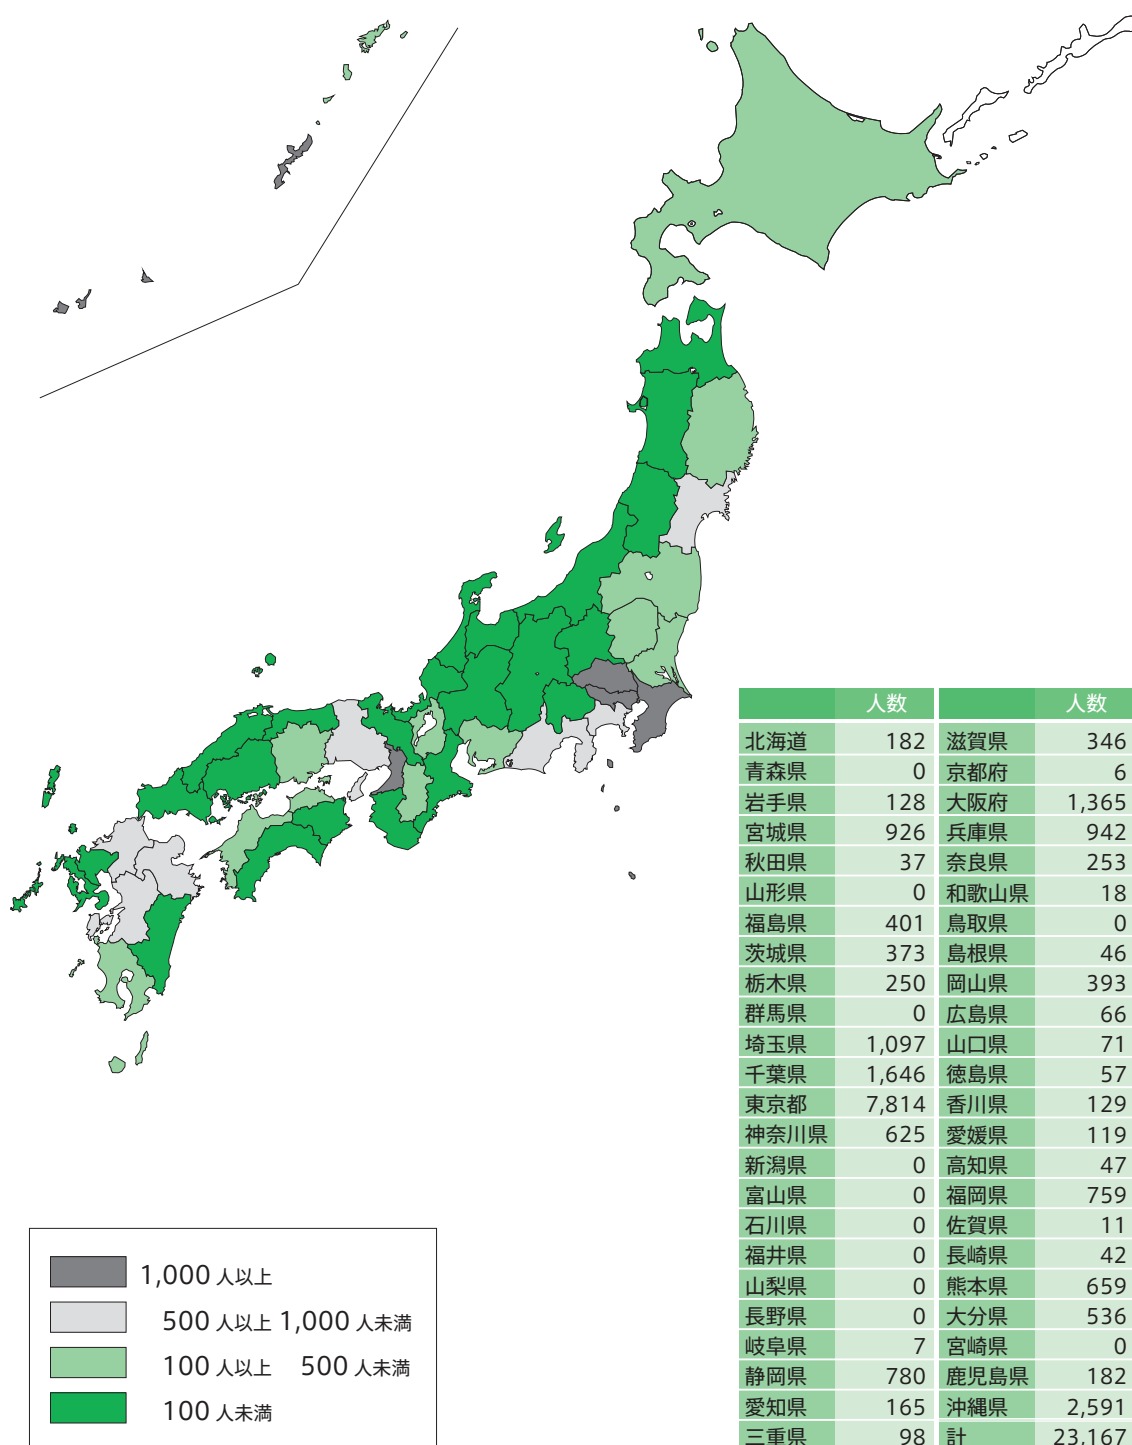 人数 人数
北海道 182 滋賀県 346
青森県 0 京都府 6
岩手県 128 大阪府 1,365
宮城県 926 兵庫県 942
秋田県 37 奈良県 253
山形県 0 和歌山県 18
福島県 401 鳥取県 0
茨城県 373 島根県 46
栃木県 250 岡山県 393
群馬県 0 広島県 66
埼玉県 1,097 山口県 71
千葉県 1,646 徳島県 57
東京都 7,814 香川県 129
神奈川県 625 愛媛県 119
新潟県 0 高知県 47
富山県 0 福岡県 759
石川県 0 佐賀県 11
福井県 0 長崎県 42
山梨県 0 熊本県 659
長野県 0 大分県 536
岐阜県 7 宮崎県 0
静岡県 780 鹿児島県 182
愛知県 165 沖縄県 2,591
三重県 98 計 23,167
1,000 人以上
500 人以上 1,000 人未満
100 人以上 500 人未満
100 人未満